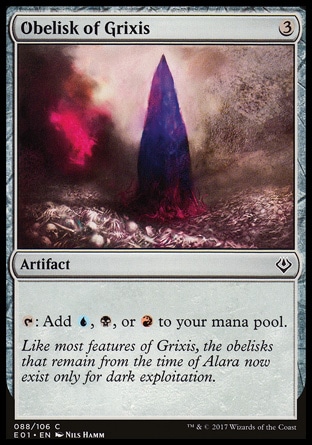 Obelisk of Grixis 3
Artifact
: Add , , or to your mana pool.
Like most features of Grixis, the obelisks
that remain from the time of Alara now
exist only for dark exploitation.
088/106 C
E01 • EN Nils Hamm
™ & © 2017 Wizards of the Coast